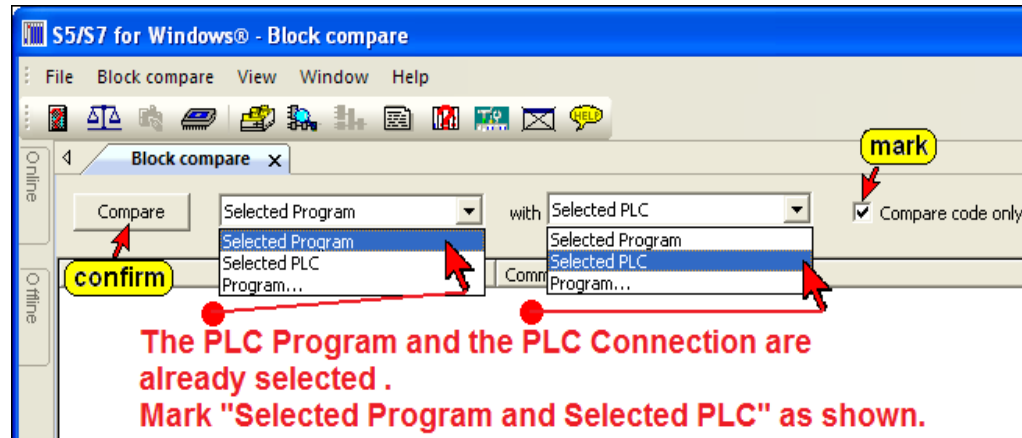 S5/S7 for Windows® - Block compare
File Block compare View Window Help
HELP
Online
Block compare x
mark
Compare Selected Program with Selected PLC Compare code only
Selected Program Selected Program
Selected PLC Selected PLC
Program... Program...
confirm
Offline
The PLC Program and the PLC Connection are
already selected .
Mark "Selected Program and Selected PLC" as shown.